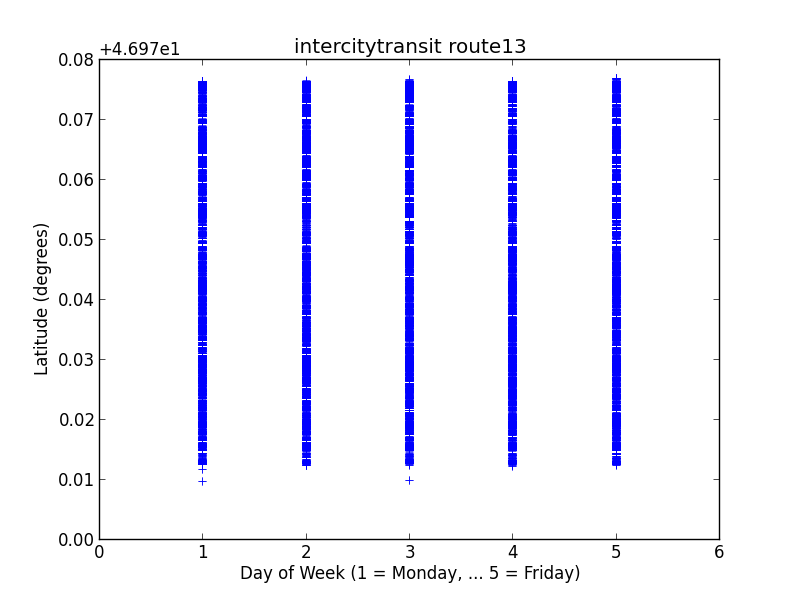 intercitytransit route13
+4.697e1
0.08
0.07
0.06
0.05
0.04
0.03
0.02
0.01
0.00
Latitude (degrees)
0 1 2 3 4 5 6
Day of Week (1 = Monday, ... 5 = Friday)